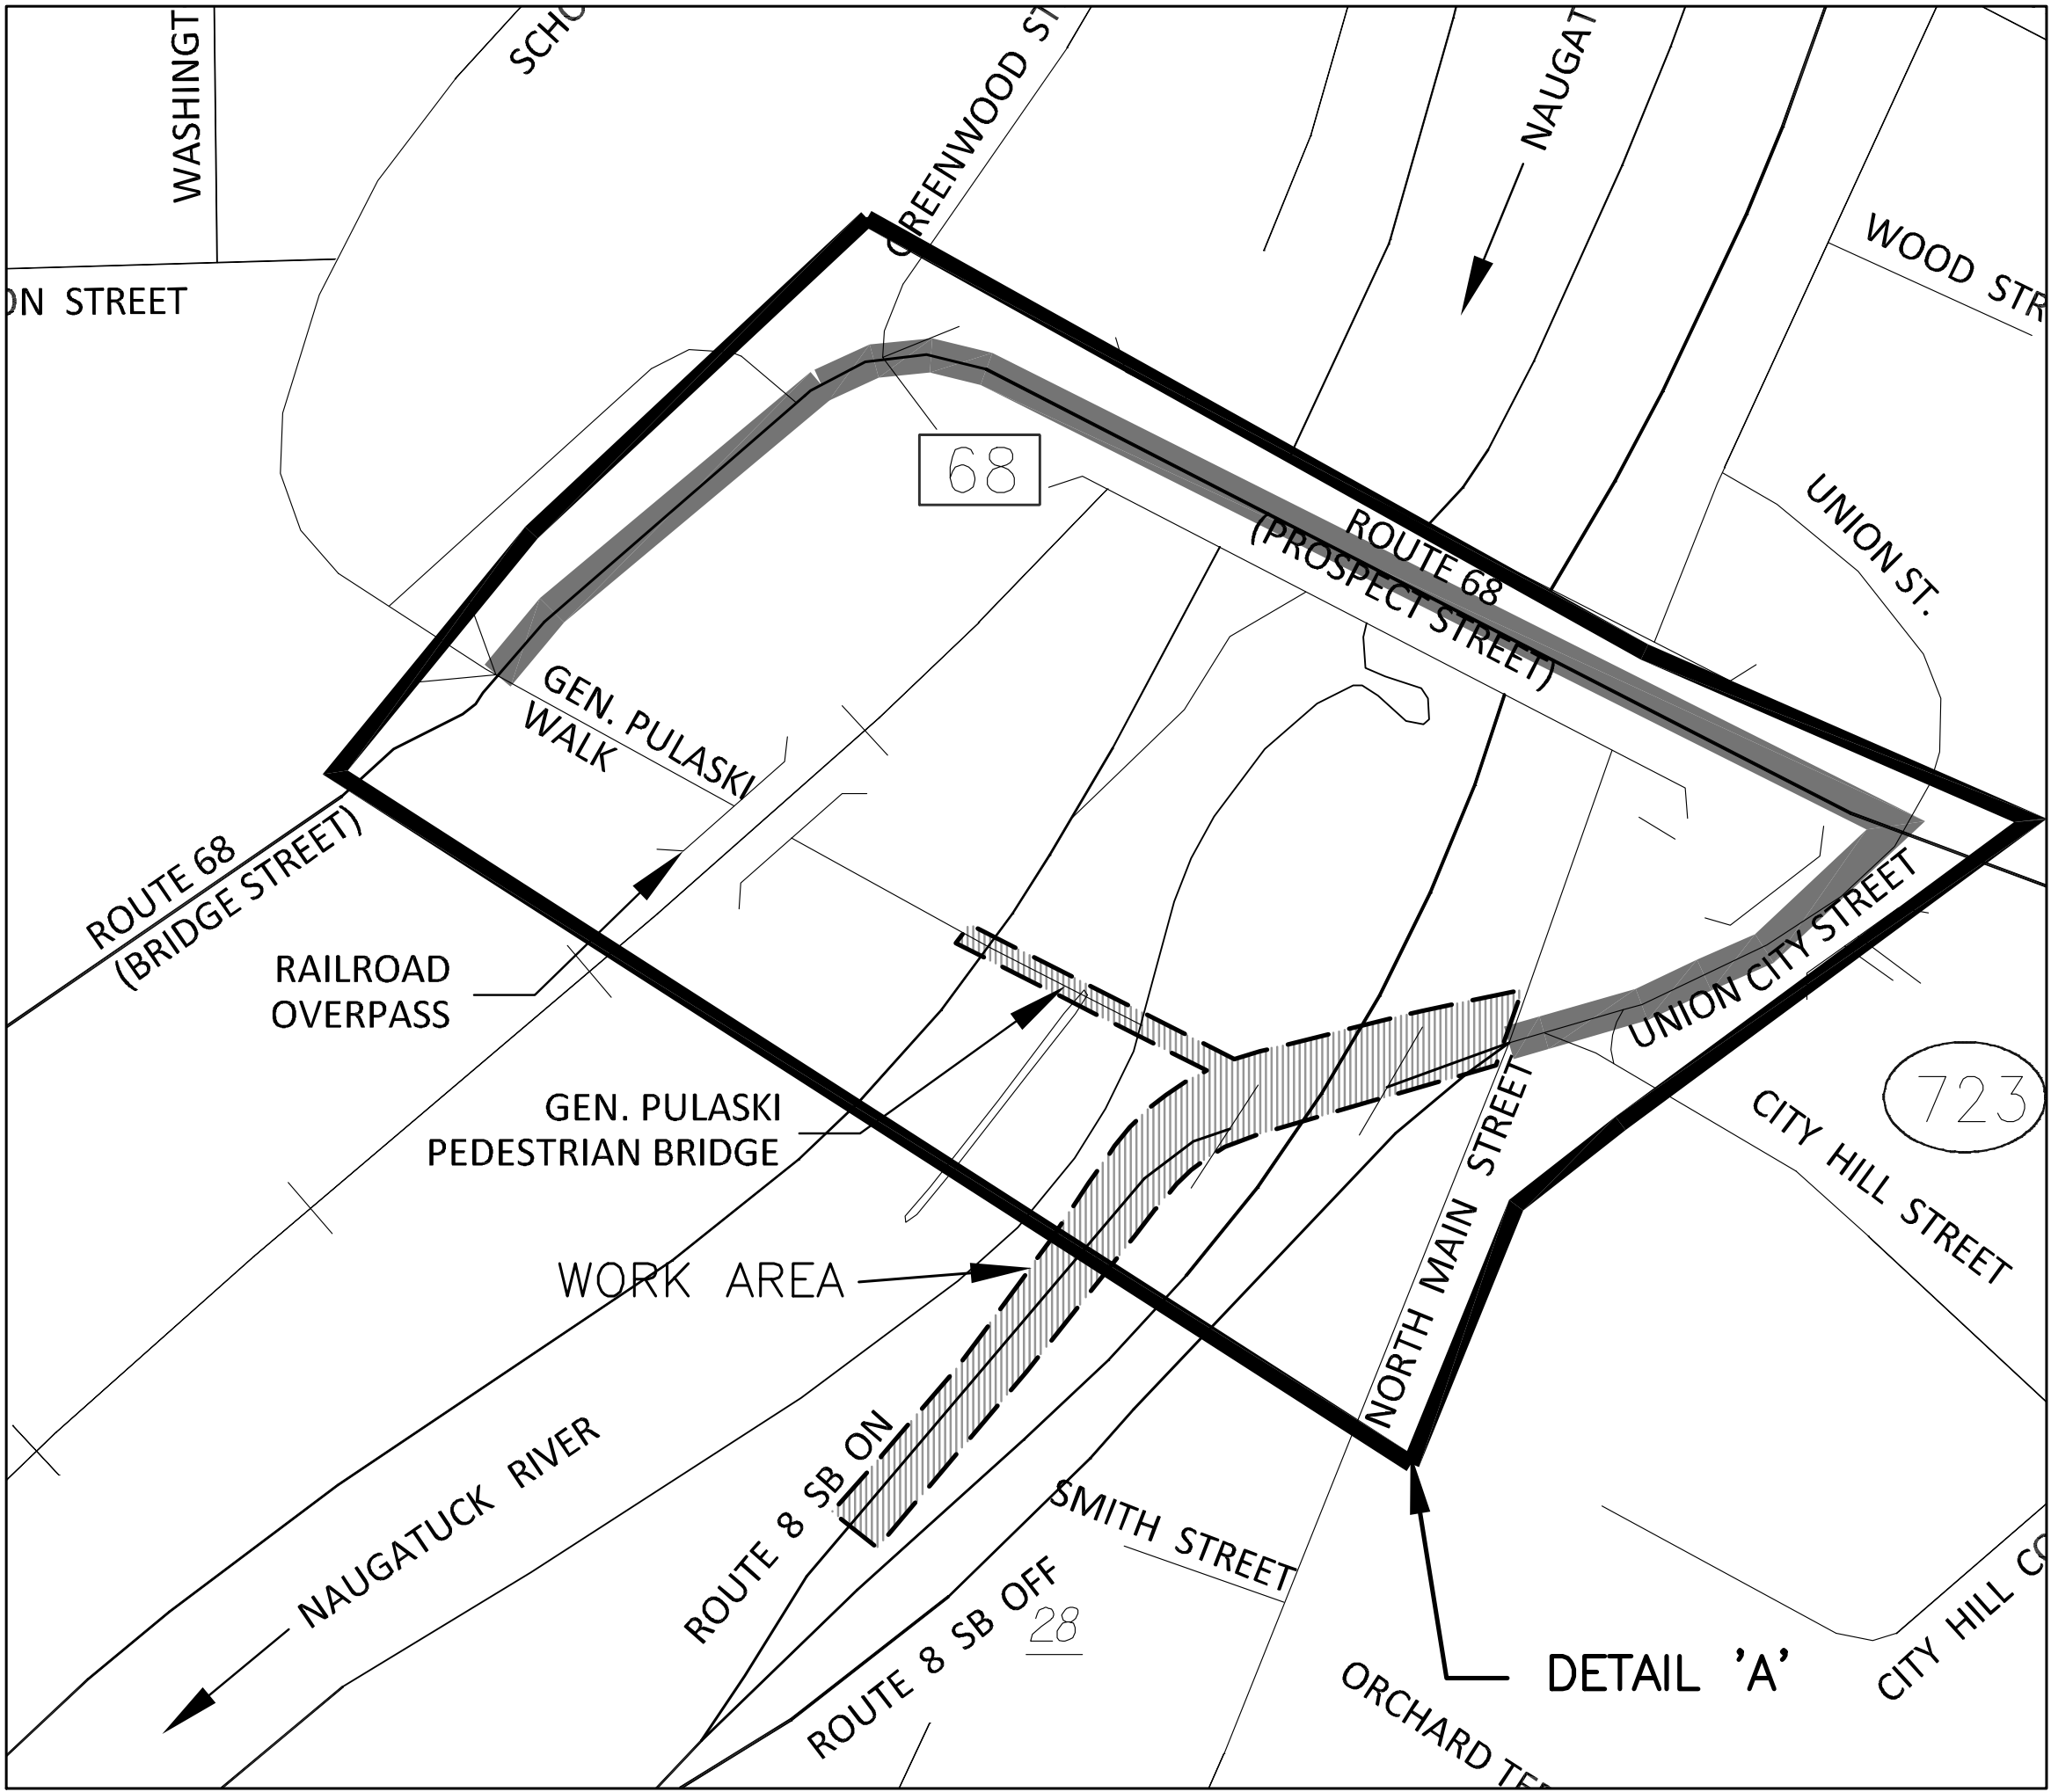 WASHINGT
SCHO
GREENWOOD ST
NAUGAT
WOOD STR
ON STREET
68
UNION ST.
ROUTE 68
(PROSPECT STREET)
GEN. PULASKI
WALK
ROUTE 68
(BRIDGE STREET)
RAILROAD
OVERPASS
UNION CITY STREET
GEN. PULASKI
PEDESTRIAN BRIDGE
723
CITY HILL STREET
WORK AREA
NORTH MAIN STREET
NAUGATUCK RIVER
ROUTE 8 SB ON
SMITH STREET
ROUTE 8 SB OFF
28
DETAIL 'A'
ORCHARD TER
CITY HILL CO